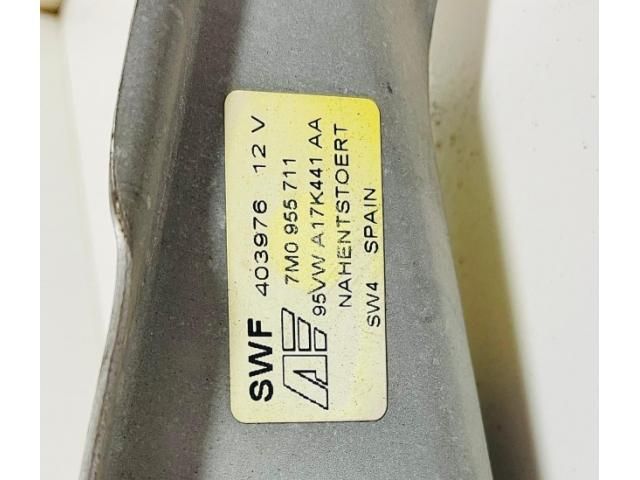 SWF 403976 12 V
7M0 955 711
95VW A17K441 AA
NAHENTSTOERT
SW4 SPAIN